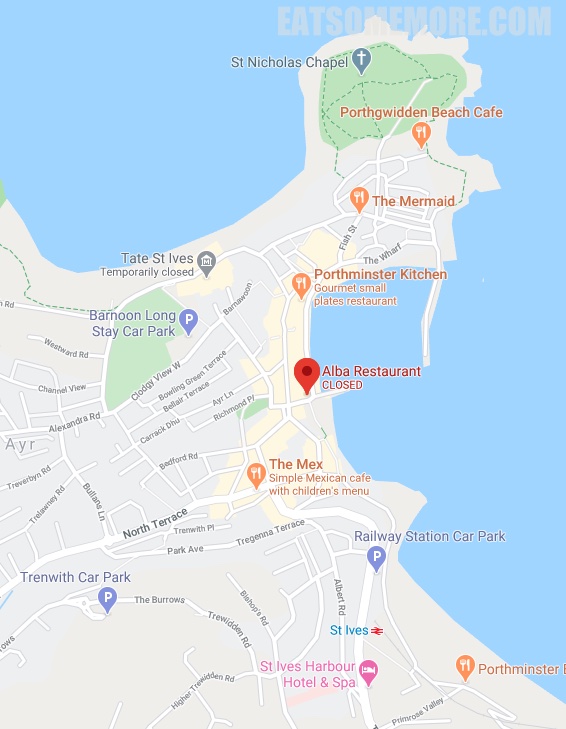 EATSOMEMORE.COM
St Nicholas Chapel
Porthgwidden Beach Cafe
The Mermaid
Fish St
The Wharf
Tate St Ives
Temporarily closed
Porthminster Kitchen
Gourmet small
plates restaurant
Barnoon Long
Stay Car Park
Barnawoon
n Rd
Westward Rd
Clodgy View W
Bowling Green Terrace
Bellair Terrace
Channel View
Alba Restaurant
CLOSED
Ayr Ln
Richmond Pl
Alexandra Rd
Carrack Dhu
Ayr
Bedford Rd
The Mex
Simple Mexican cafe
with children's menu
Treverbyn Rd
Trelawney Rd
Bullans Ln
North Terrace
Trenwith Pl
Tregenna Terrace
Park Ave
Railway Station Car Park
Trenwith Car Park
The Burrows
Trewidden Rd
Bishop's Rd
Albert Rd
St Ives
rows
St Ives Harbour
Hotel & Spa
Porthminster B
Higher Trewidden Rd
Primrose Valley